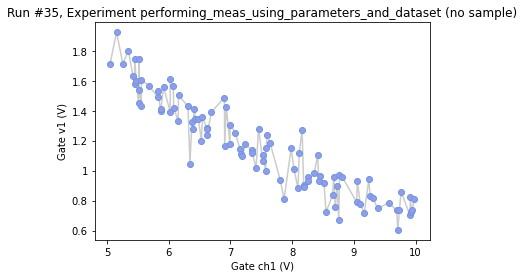 Run #35, Experiment performing_meas_using_parameters_and_dataset (no sample)
Gate v1 (V)
1.8
1.6
1.4
1.2
1
0.8
0.6
5 6 7 8 9 10
Gate ch1 (V)